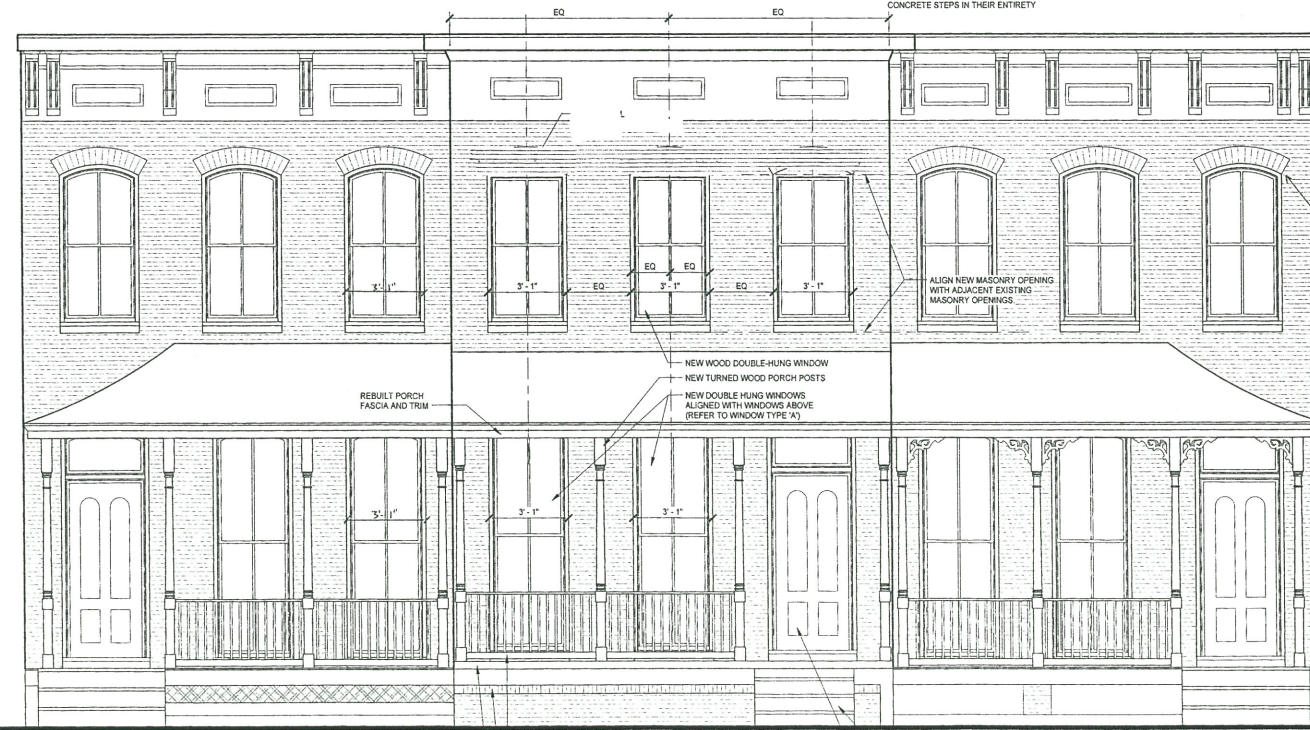 CONCRETE STEPS IN THEIR ENTIRETY
EQ
EQ
EQ
EQ
3'-1"
3' - 1"
EQ
3' - 1"
EQ
3' - 1"
ALIGN NEW MASONRY OPENING
WITH ADJACENT EXISTING
MASONRY OPENINGS
NEW WOOD DOUBLE-HUNG WINDOW
NEW TURNED WOOD PORCH POSTS
NEW DOUBLE HUNG WINDOWS
ALIGNED WITH WINDOWS ABOVE
(REFER TO WINDOW TYPE 'A')
REBUILT PORCH
FASCIA AND TRIM
3'-1"
3' - 1"
3' - 1"